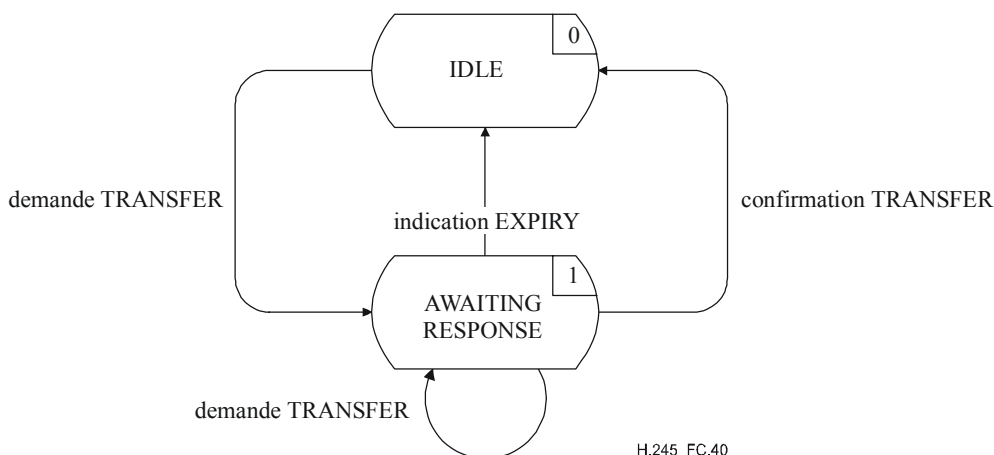 0
IDLE
demande TRANSFER
confirmation TRANSFER
indication EXPIRY
1
AWAITING
RESPONSE
demande TRANSFER
H.245_FC.40